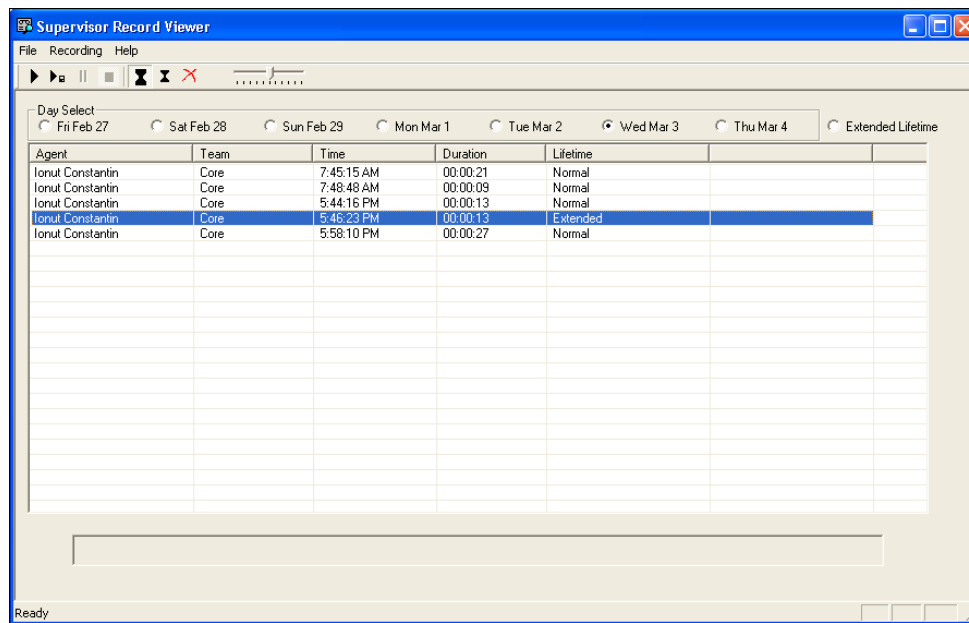 Supervisor Record Viewer
File Recording Help
Day Select
Fri Feb 27 Sat Feb 28 Sun Feb 29 Mon Mar 1 Tue Mar 2 Wed Mar 3 Thu Mar 4 Extended Lifetime
Agent Team Time Duration Lifetime
Ionut Constantin Core 7:45:15 AM 00:00:21 Normal
Ionut Constantin Core 7:48:48 AM 00:00:09 Normal
Ionut Constantin Core 5:44:16 PM 00:00:13 Normal
Ionut Constantin Core 5:46:23 PM 00:00:13 Extended
Ionut Constantin Core 5:58:10 PM 00:00:27 Normal
Ready